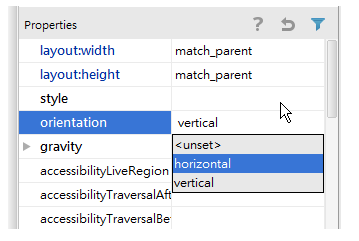 Properties ?
layout:width match_parent
layout:height match_parent
style
orientation vertical
gravity <unset>
horizontal
accessibilityLiveRegion
vertical
accessibilityTraversalAft
accessibilityTraversalBe